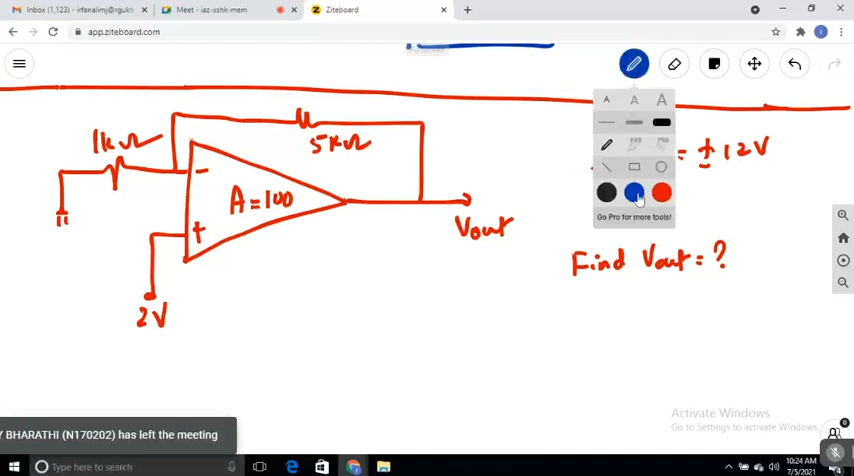 Inbox (1,123) - irfanalimj@rgukt
Meet - iaz-xshk-mem
Ziteboard
app.ziteboard.com
A A A
Go Pro for more tools!
1kΩ
5kΩ
= ± 12V
-
A=100
+
Vout
2V
Find Vout = ?
Activate Windows
Go to Settings to activate Windows
0
Y BHARATHI (N170202) has left the meeting
Type here to search
10:24 AM
7/5/2021